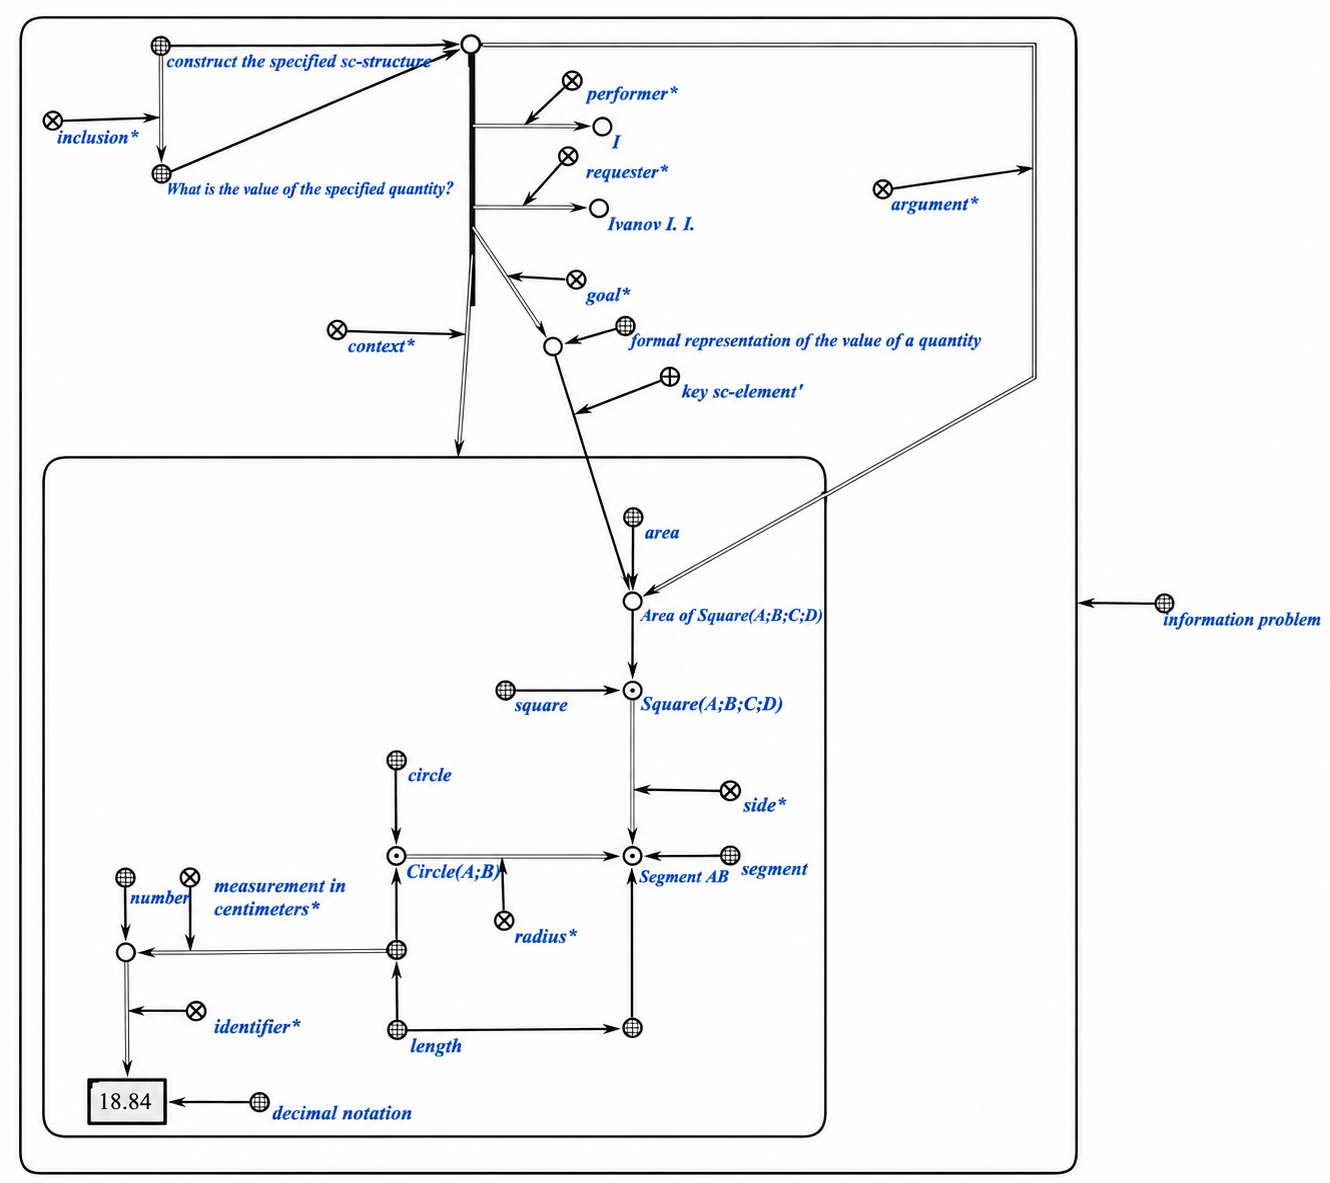 construct the specified sc-structure
performer*
inclusion*
I
requester*
What is the value of the specified quantity?
argument*
Ivanov I. I.
goal*
context*
formal representation of the value of a quantity
key sc-element'
area
Area of Square(A;B;C;D)
information problem
square
Square(A;B;C;D)
circle
side*
Circle(A;B)
Segment AB
segment
number
measurement in
centimeters*
radius*
identifier*
length
18.84
decimal notation